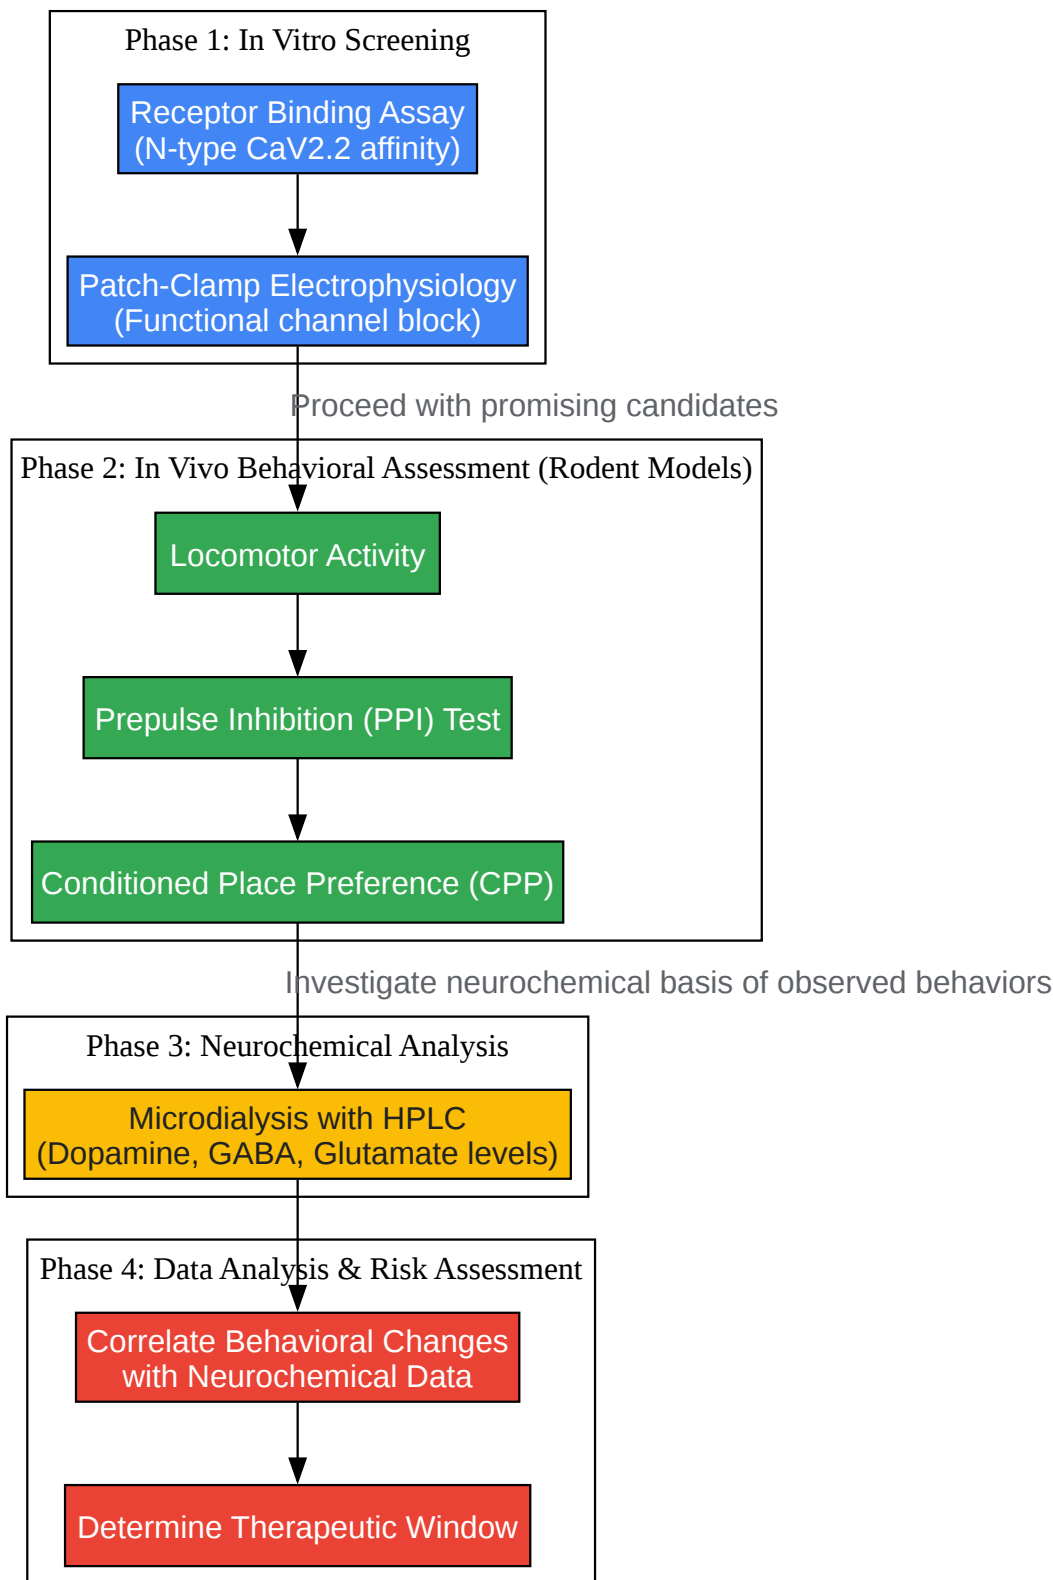 Phase 1: In Vitro Screening
Receptor Binding Assay
(N-type CaV2.2 affinity)
Patch-Clamp Electrophysiology
(Functional channel block)
Proceed with promising candidates
Phase 2: In Vivo Behavioral Assessment (Rodent Models)
Locomotor Activity
Prepulse Inhibition (PPI) Test
Conditioned Place Preference (CPP)
Investigate neurochemical basis of observed behaviors
Phase 3: Neurochemical Analysis
Microdialysis with HPLC
(Dopamine, GABA, Glutamate levels)
Phase 4: Data Analysis & Risk Assessment
Correlate Behavioral Changes
with Neurochemical Data
Determine Therapeutic Window